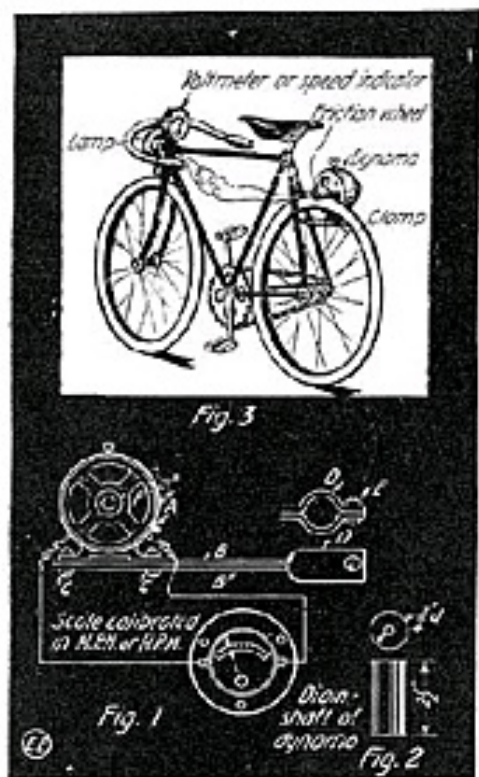 Voltmeter or speed indicator
Friction wheel
Lamp
Dynamo
Clamp
Fig. 3
A
D
C
D
B
B'
C
C
Scale calibrated
in M.P.H. or R.P.M.
Fig. 1
P
d
Diam-
shaft of
dynamo
Fig. 2
EE